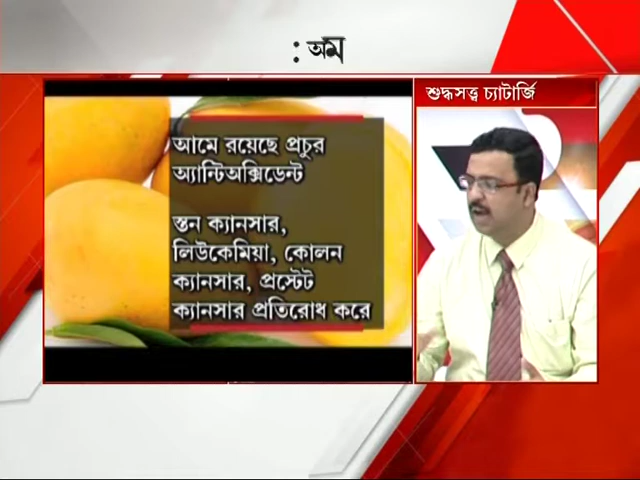 : অম
শুদ্ধসত্ত্ব চ্যাটার্জি
আমে রয়েছে প্রচুর
অ্যান্টিঅক্সিডেন্ট
স্তন ক্যানসার,
লিউকেমিয়া, কোলন
ক্যানসার, প্রস্টেট
ক্যানসার প্রতিরোধ করে